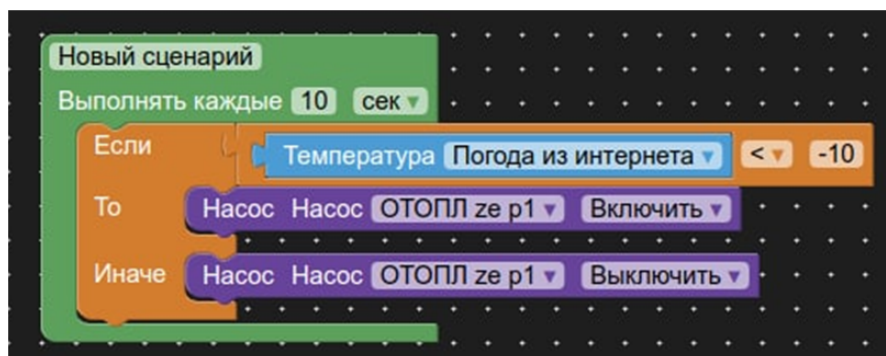 Новый сценарий
Выполнять каждые 10 сек
Если Температура Погода из интернета < -10
То Насос Насос ОТОПЛ ze p1 Включить
Иначе Насос Насос ОТОПЛ ze p1 Выключить